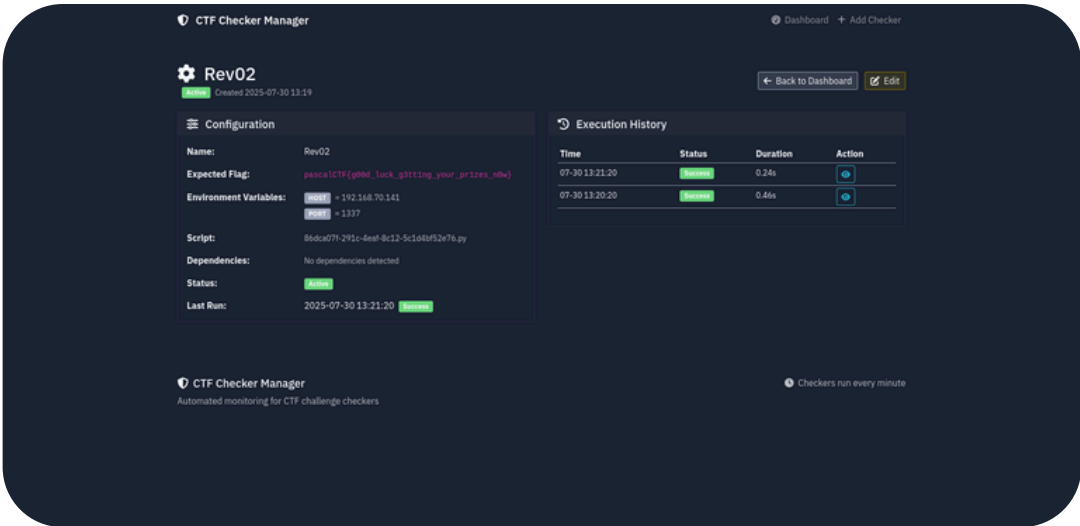 CTF Checker Manager
Dashboard + Add Checker
Rev02
Active Created 2025-07-30 13:19
← Back to Dashboard
Edit
Configuration
Name: Rev02
Expected Flag: pascalCTF{g00d_luck_g3tting_your_pr1zes_n0w}
Environment Variables: HOST = 192.168.70.141
PORT = 1337
Script: 86dca07f-291c-4eaf-8c12-5c1d4bf52e76.py
Dependencies: No dependencies detected
Status: Active
Last Run: 2025-07-30 13:21:20 Success
Execution History
Time Status Duration Action
07-30 13:21:20 Success 0.24s
07-30 13:20:20 Success 0.46s
CTF Checker Manager
Automated monitoring for CTF challenge checkers
Checkers run every minute